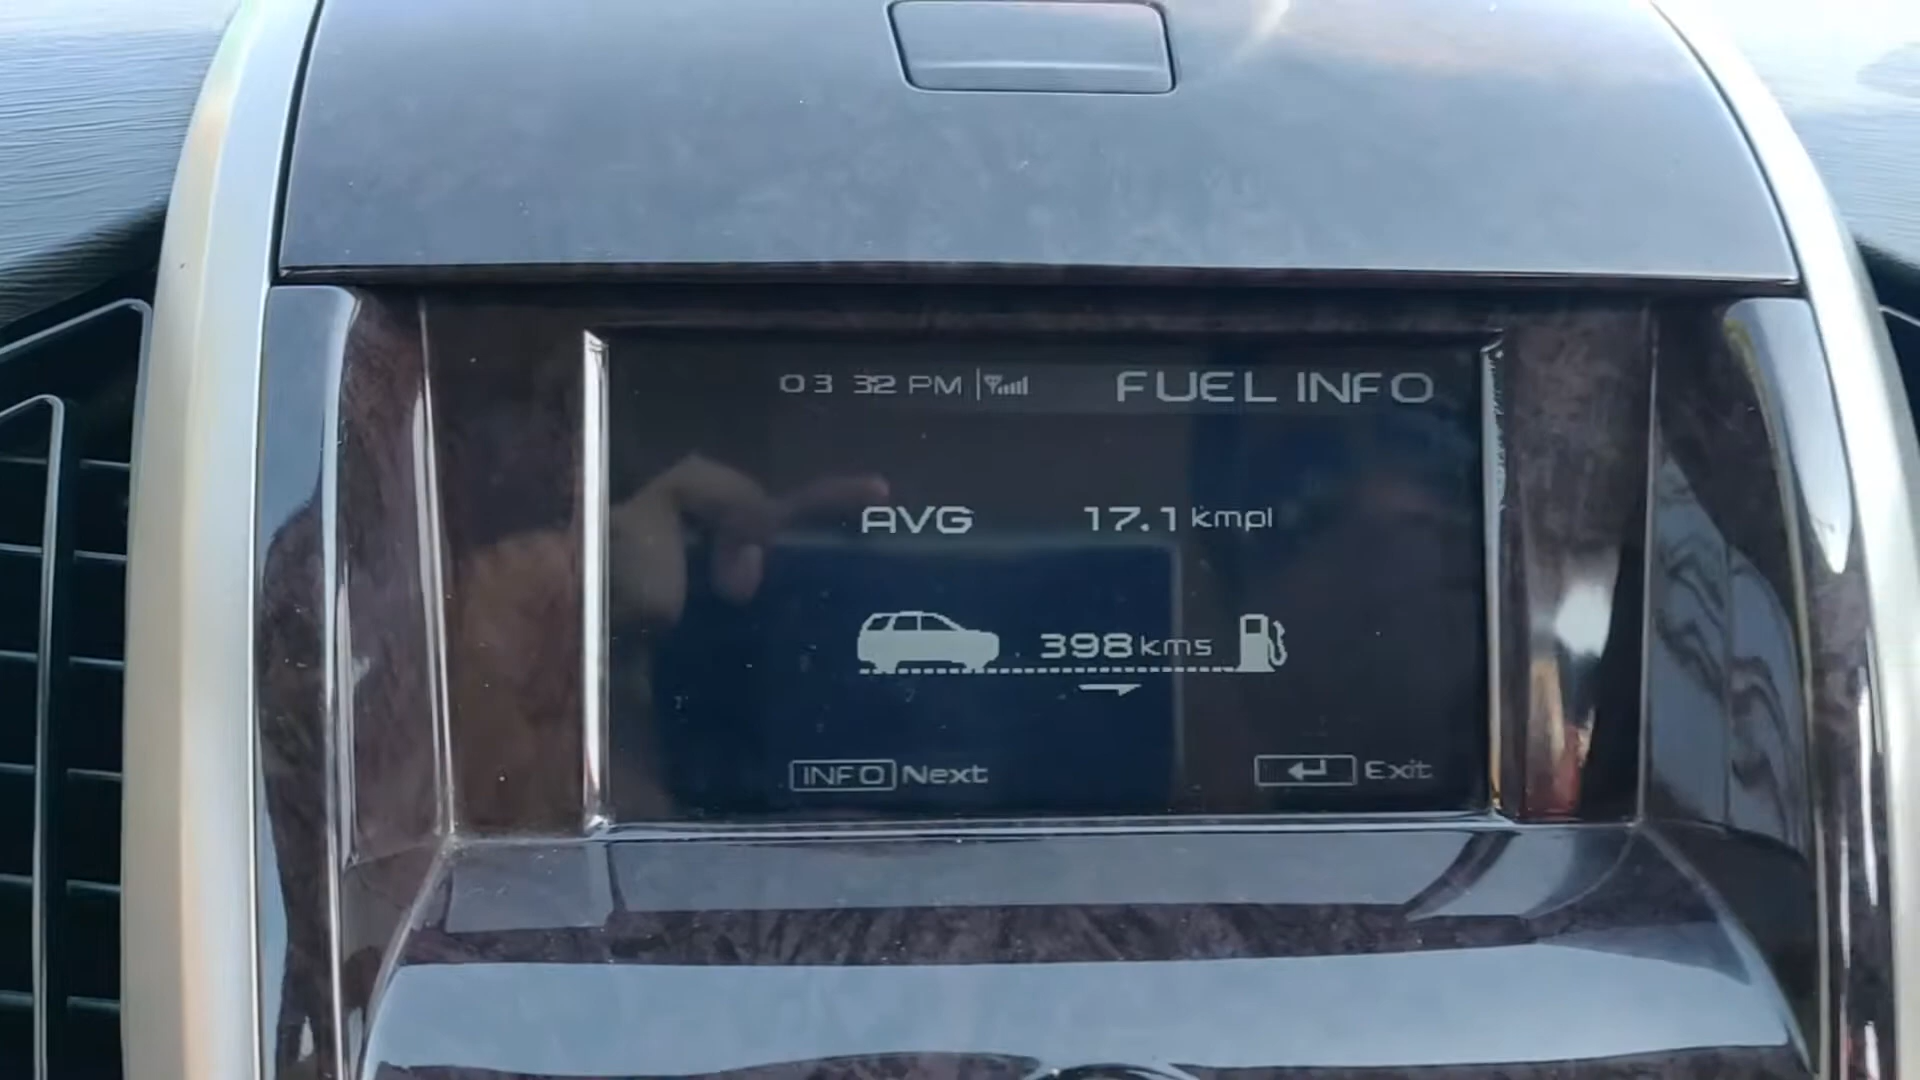 03 32 PM FUEL INFO
AVG 17.1 kmpl
398 kms
INFO Next Exit